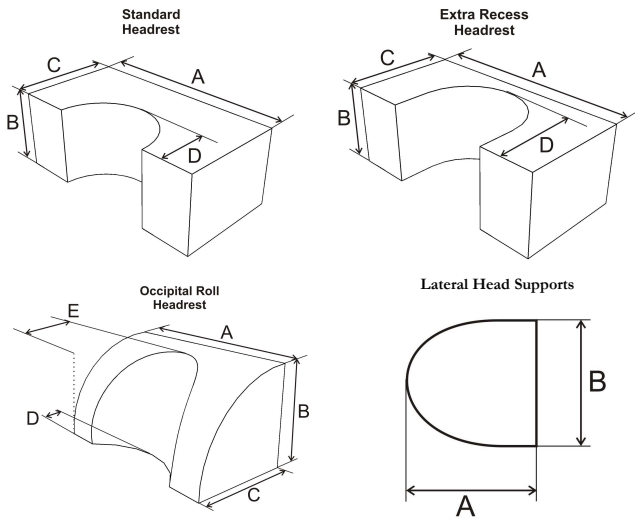 Standard
Headrest
C
A
B
D
Extra Recess
Headrest
C
A
B
D
Occipital Roll
Headrest
E
A
B
D
C
Lateral Head Supports
B
A